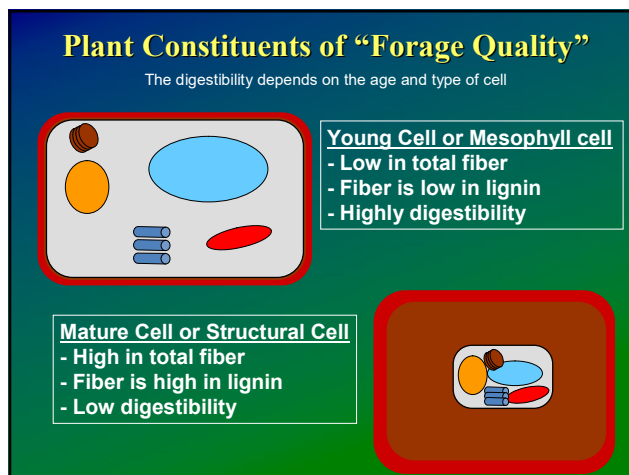 Plant Constituents of “Forage Quality”
The digestibility depends on the age and type of cell
Young Cell or Mesophyll cell
- Low in total fiber
- Fiber is low in lignin
- Highly digestibility
Mature Cell or Structural Cell
- High in total fiber
- Fiber is high in lignin
- Low digestibility